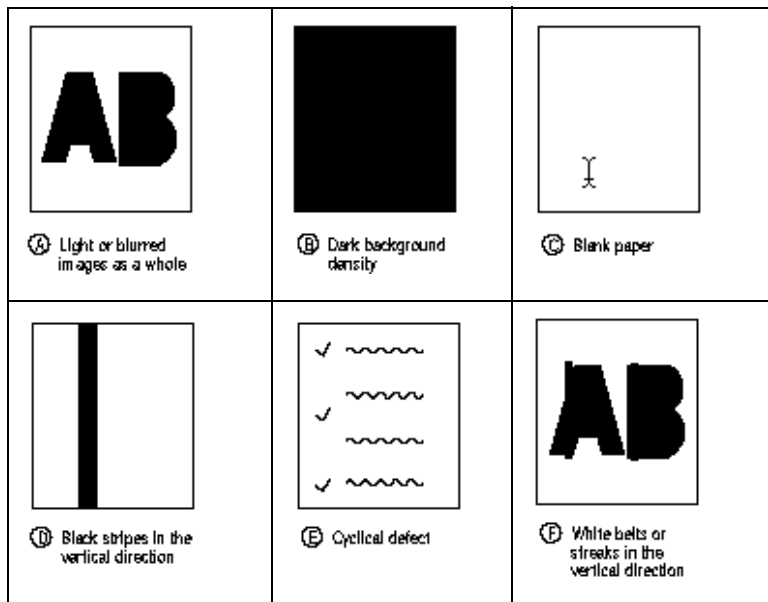 AB
Ⓐ Light or blurred
images as a whole
Ⓑ Dark background
density
Ⓒ Blank paper
Ⓓ Black stripes in the
vertical direction
Ⓔ Cyclical defect
AB
Ⓕ White belts or
streaks in the
vertical direction